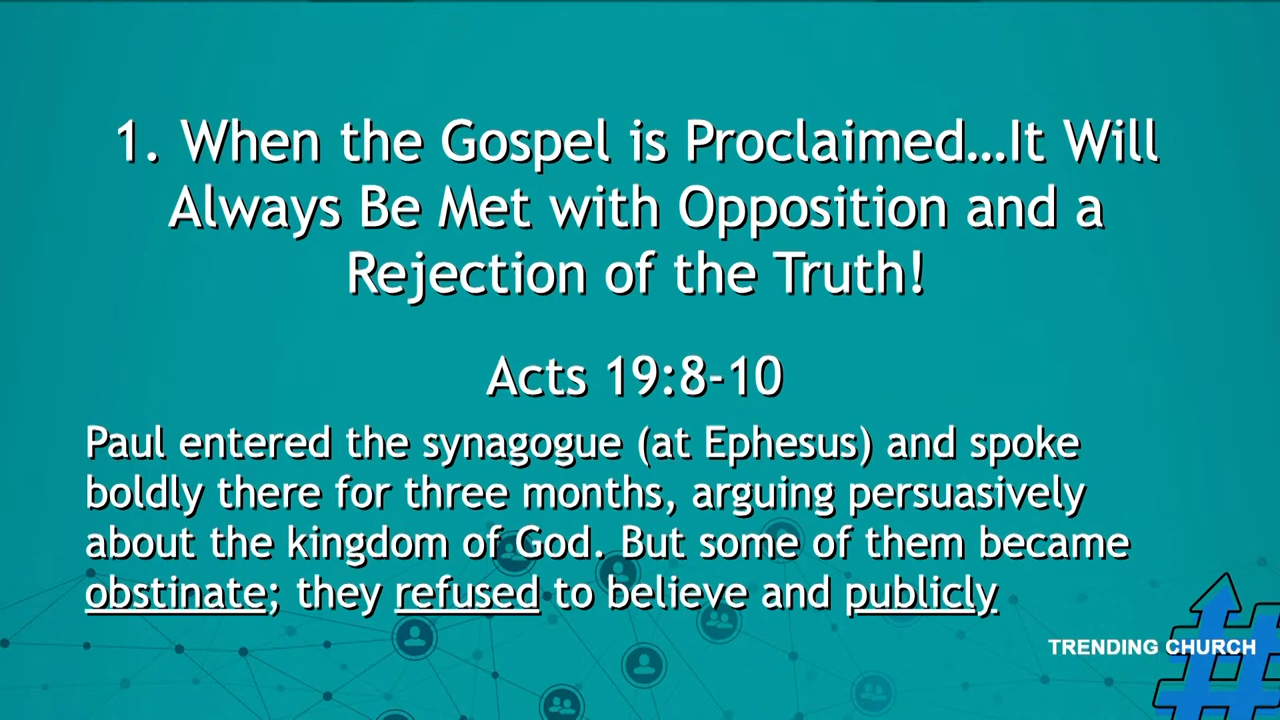 1. When the Gospel is Proclaimed...It Will
Always Be Met with Opposition and a
Rejection of the Truth!
Acts 19:8-10
Paul entered the synagogue (at Ephesus) and spoke
boldly there for three months, arguing persuasively
about the kingdom of God. But some of them became
obstinate; they refused to believe and publicly
TRENDING CHURCH
#